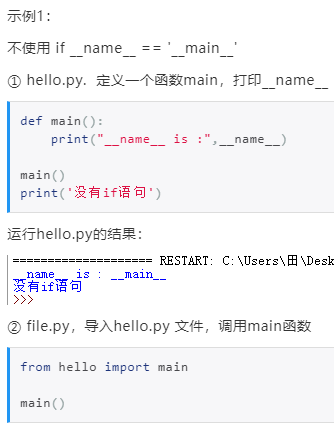 示例1：
不使用 if __name__ == '__main__'
① hello.py．定义一个函数main，打印__name__
def main():
    print("__name__ is :",__name__)
main()
print('没有if语句')
运行hello.py的结果：
==================== RESTART: C:\Users\田\Desk
__name__ is : __main__
没有if语句
>>>
② file.py，导入hello.py 文件，调用main函数
from hello import main
main()